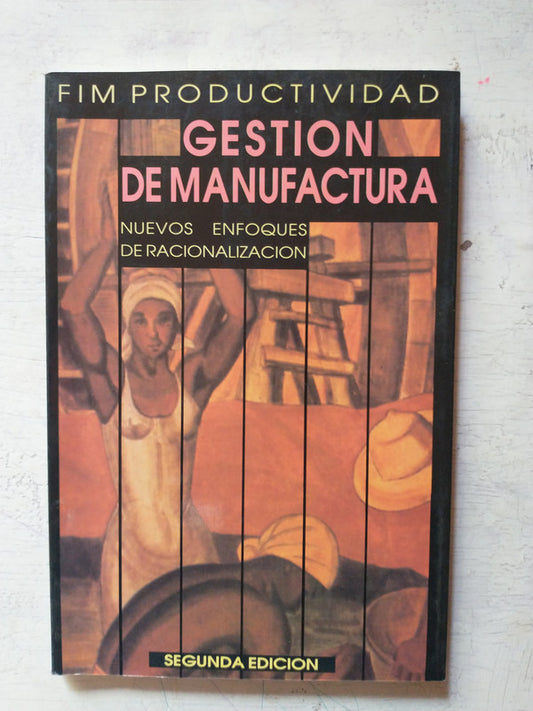 FIM PRODUCTIVIDAD
GESTION
DE MANUFACTURA
NUEVOS ENFOQUES
DE RACIONALIZACION
SEGUNDA EDICION